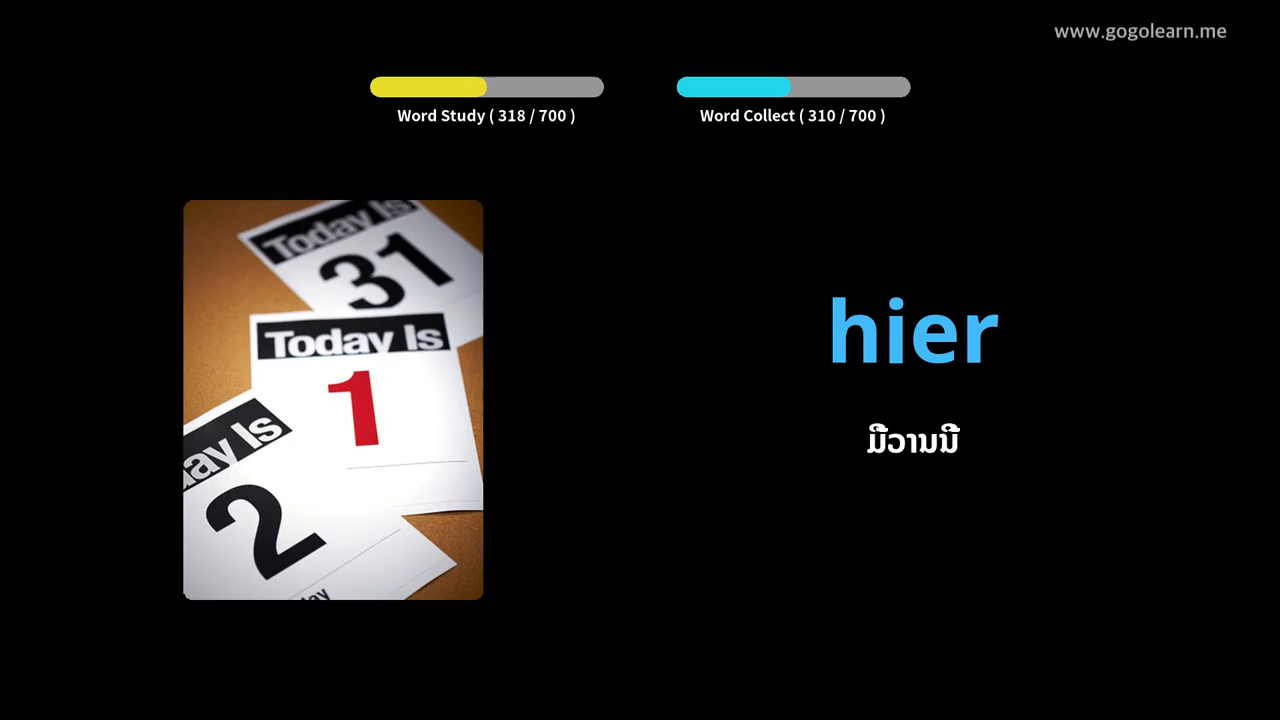 www.gogolearn.me
Word Study ( 318 / 700 )
Word Collect ( 310 / 700 )
Today Is
31
Today Is
1
day Is
2
hier
ມື້ວານນີ້